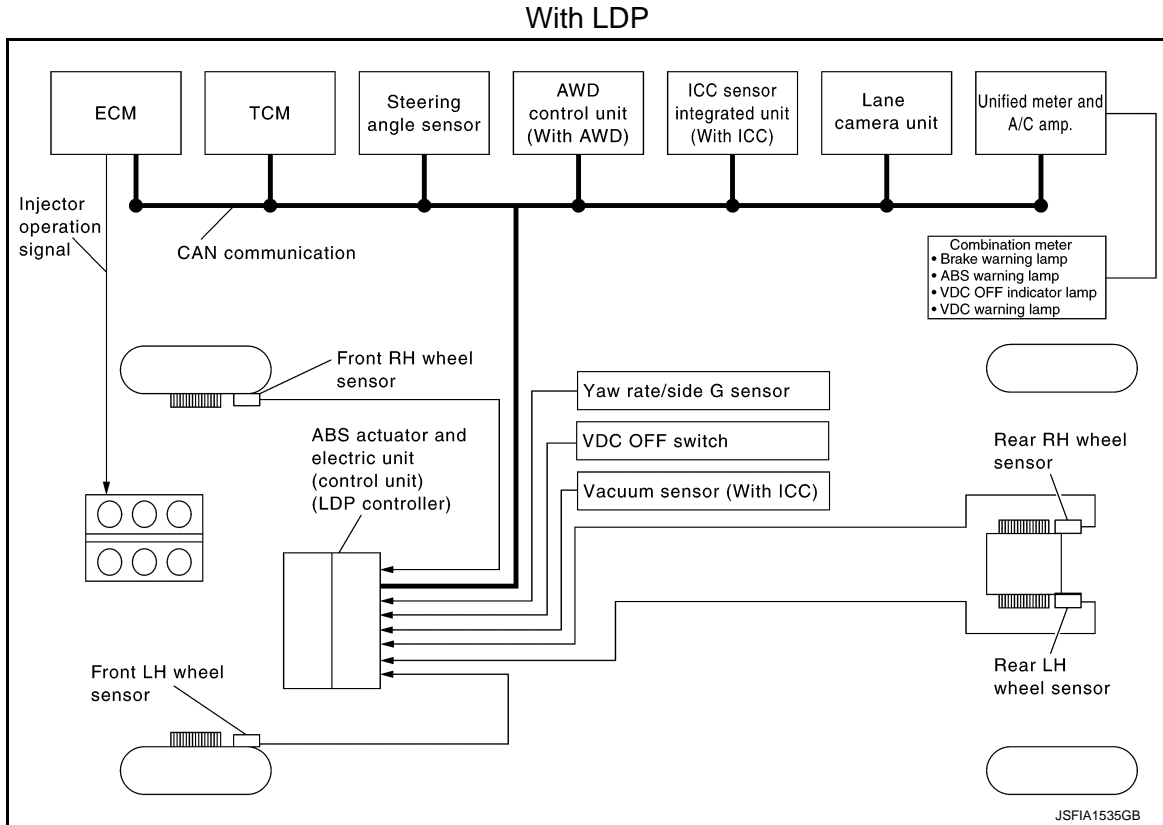 With LDP
ECM
TCM
Steering
angle sensor
AWD
control unit
(With AWD)
ICC sensor
integrated unit
(With ICC)
Lane
camera unit
Unified meter and
A/C amp.
Injector
operation
signal
CAN communication
Combination meter
• Brake warning lamp
• ABS warning lamp
• VDC OFF indicator lamp
• VDC warning lamp
Front RH wheel
sensor
ABS actuator and
electric unit
(control unit)
(LDP controller)
Yaw rate/side G sensor
VDC OFF switch
Vacuum sensor (With ICC)
Rear RH wheel
sensor
Front LH wheel
sensor
Rear LH
wheel sensor
JSFIA1535GB